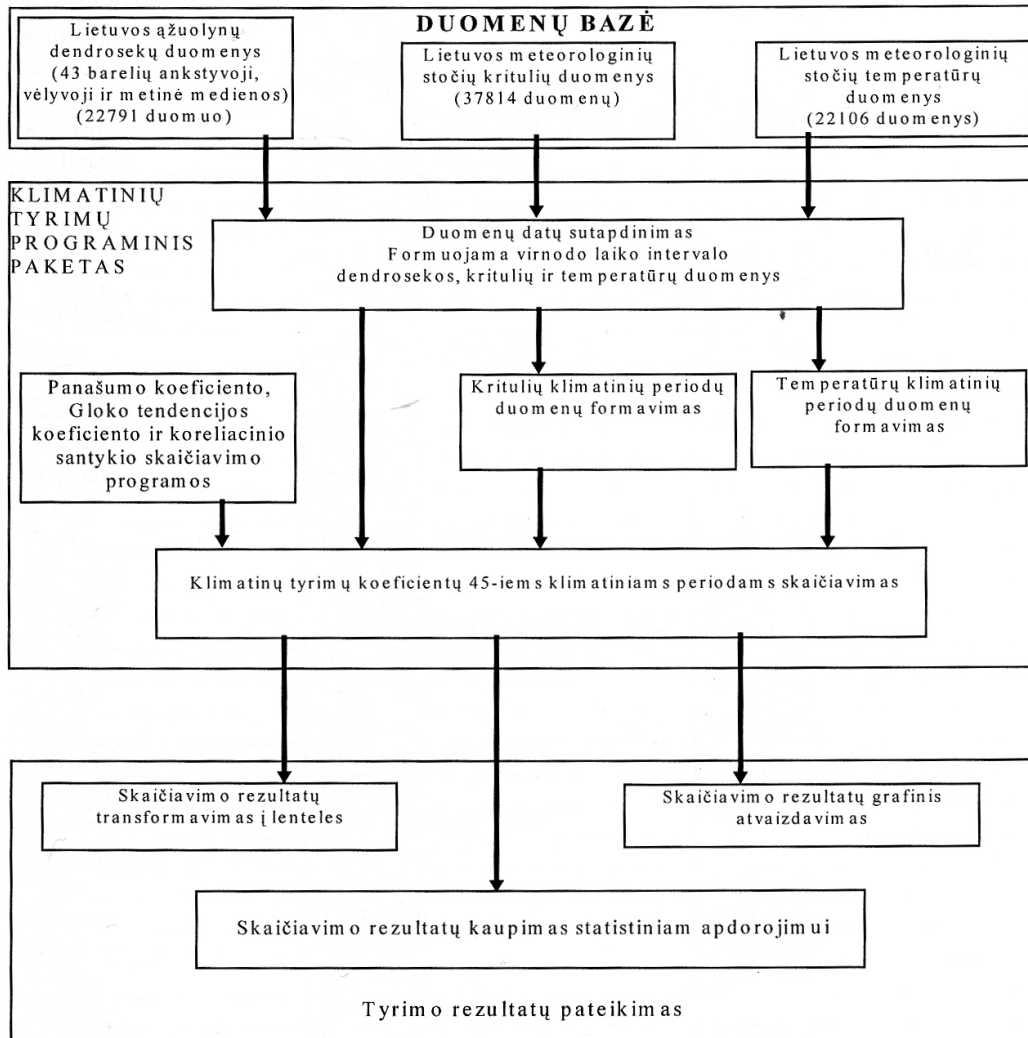 DUOMENŲ BAZĖ
Lietuvos ąžuolynų
dendrosekų duomenys
(43 barelių ankstyvoji,
vėlyvoji ir metinė medienos)
(22791 duomuo)
Lietuvos meteorologinių
stočių kritulių duomenys
(37814 duomenų)
Lietuvos meteorologinių
stočių temperatūrų
duomenys
(22106 duomenys)
KLIMATINIŲ
TYRIMŲ
PROGRAMINIS
PAKETAS
Duomenų datų sutapdinimas
Formuojama virnodo laiko intervalo
dendrosekos, kritulių ir temperatūrų duomenys
Panašumo koeficiento,
Gloko tendencijos
koeficiento ir koreliacinio
santykio skaičiavimo
programos
Kritulių klimatinių periodų
duomenų formavimas
Temperatūrų klimatinių
periodų duomenų
formavimas
Klimatinų tyrimų koeficientų 45-iems klimatiniams periodams skaičiavimas
Skaičiavimo rezultatų
transformavimas į lenteles
Skaičiavimo rezultatų grafinis
atvaizdavimas
Skaičiavimo rezultatų kaupimas statistiniam apdorojimui
Tyrimo rezultatų pateikimas